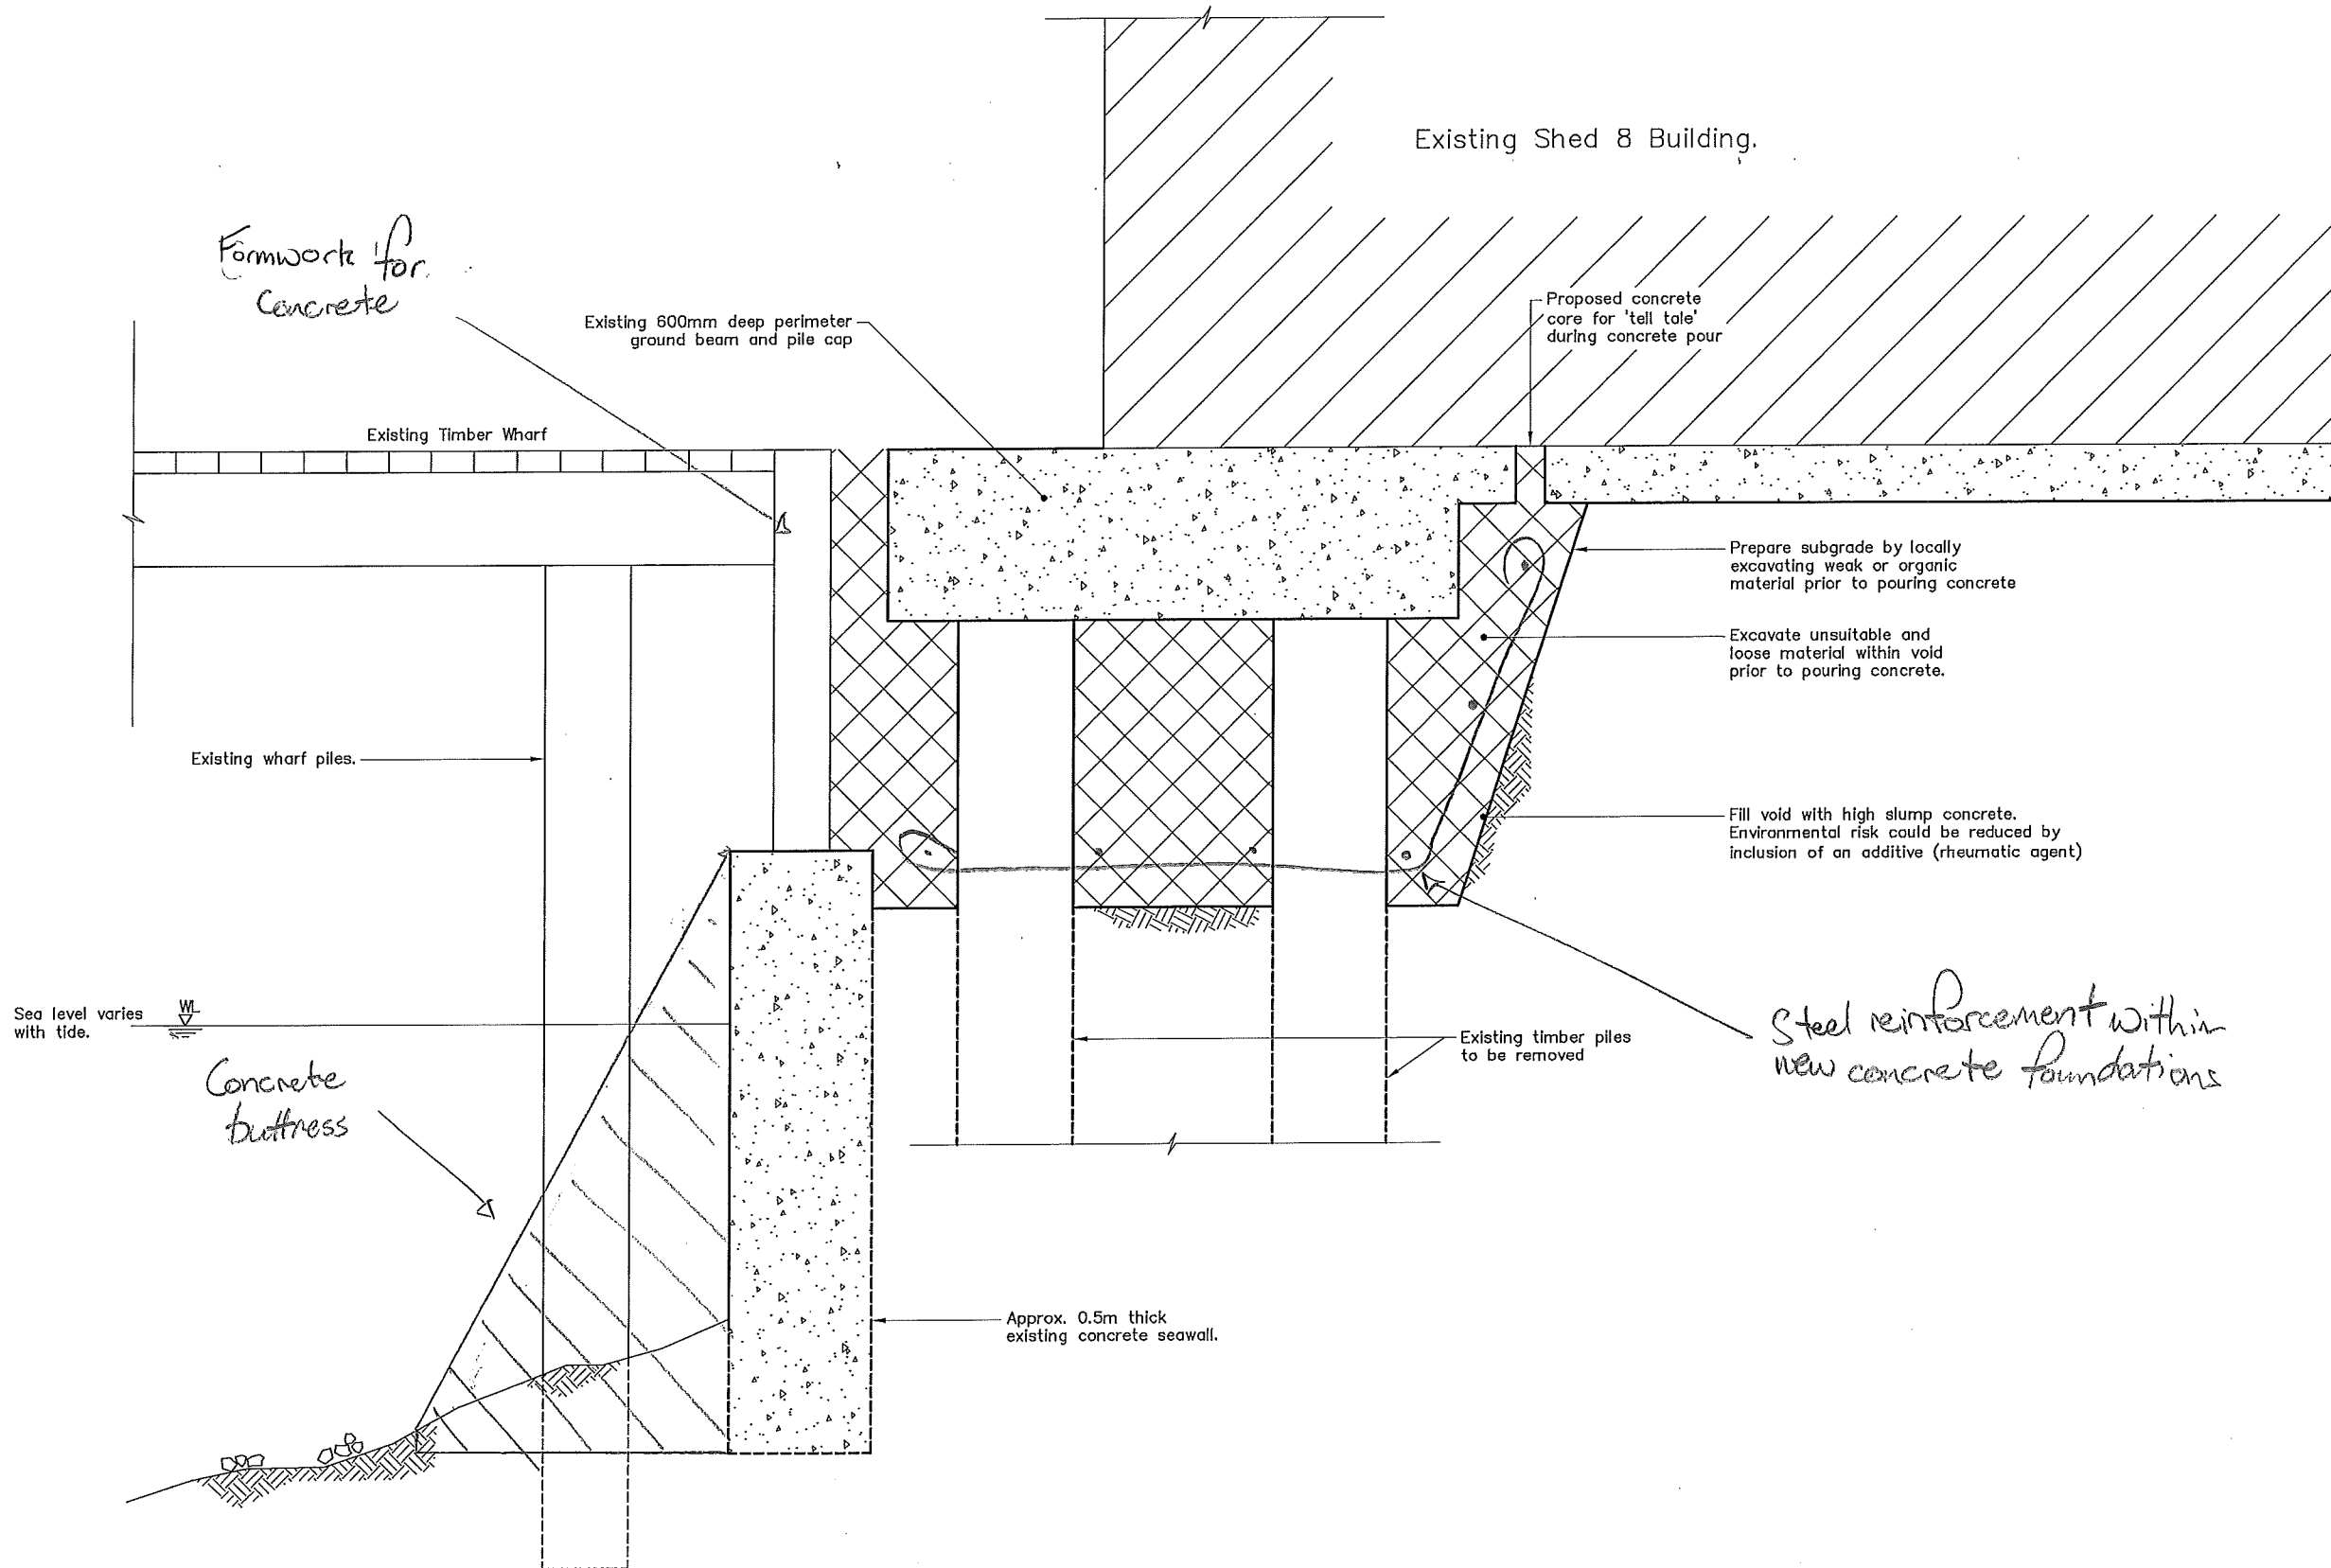 Existing Shed 8 Building.
Formwork for
Concrete
Proposed concrete
core for 'tell tale'
during concrete pour
Existing 600mm deep perimeter
ground beam and pile cap
Existing Timber Wharf
Prepare subgrade by locally
excavating weak or organic
material prior to pouring concrete
Excavate unsuitable and
loose material within void
prior to pouring concrete.
Existing wharf piles.
Fill void with high slump concrete.
Environmental risk could be reduced by
inclusion of an additive (rheumatic agent)
Sea level varies
with tide.
WL
Concrete
buttress
Existing timber piles
to be removed
Steel reinforcement within
new concrete foundations
Approx. 0.5m thick
existing concrete seawall.